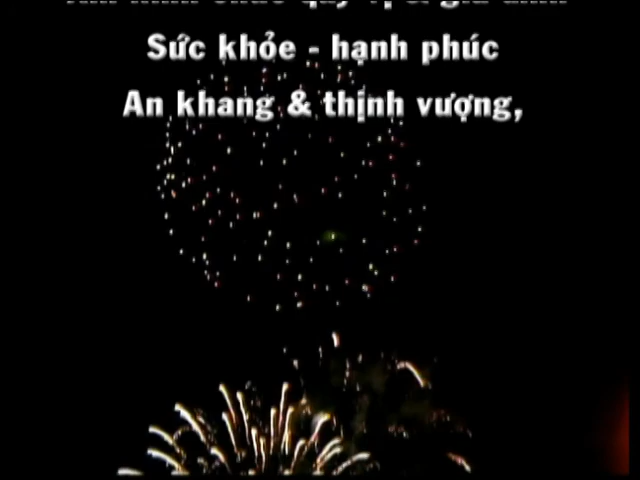 Sức khỏe - hạnh phúc
An khang & thịnh vượng,